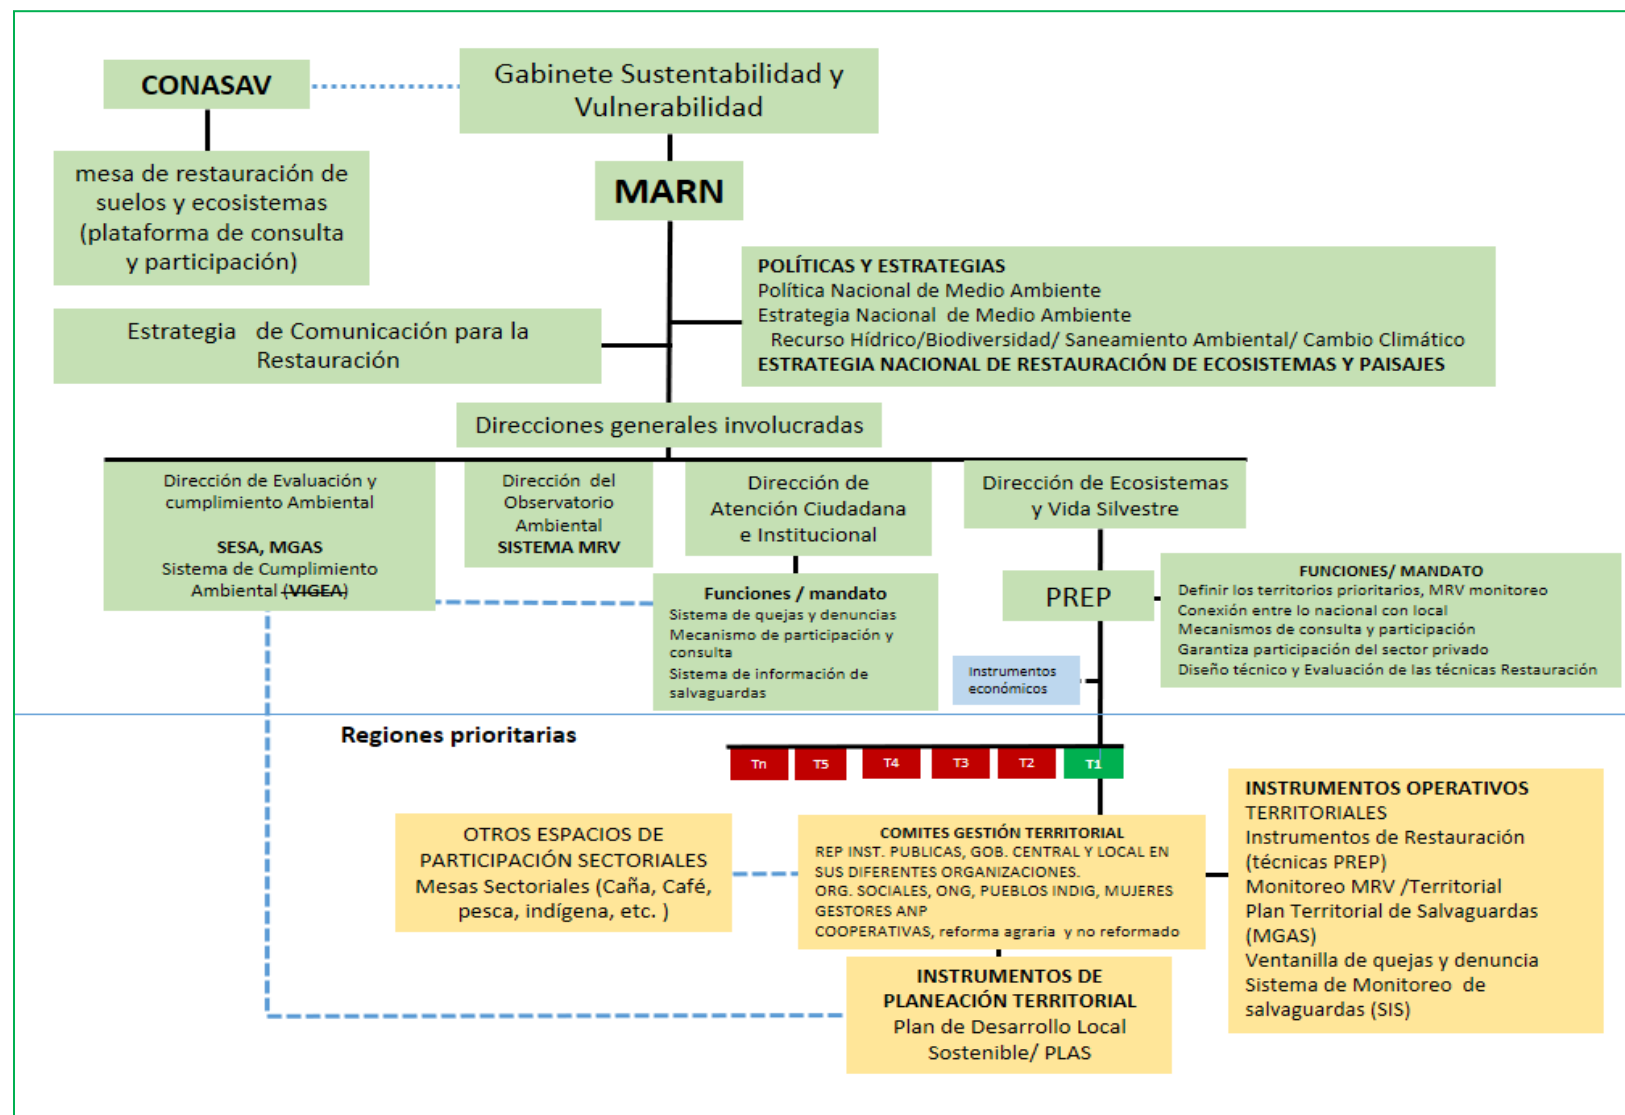 CONASAV
Gabinete Sustentabilidad y
Vulnerabilidad
mesa de restauración de
suelos y ecosistemas
(plataforma de consulta
y participación)
MARN
POLÍTICAS Y ESTRATEGIAS
Política Nacional de Medio Ambiente
Estrategia Nacional de Medio Ambiente
Recurso Hídrico/Biodiversidad/ Saneamiento Ambiental/ Cambio Climático
ESTRATEGIA NACIONAL DE RESTAURACIÓN DE ECOSISTEMAS Y PAISAJES
Estrategia de Comunicación para la
Restauración
Direcciones generales involucradas
Dirección de Evaluación y
cumplimiento Ambiental
SESA, MGAS
Sistema de Cumplimiento
Ambiental (VIGEA)
Dirección del
Observatorio
Ambiental
SISTEMA MRV
Dirección de
Atención Ciudadana
e Institucional
Dirección de Ecosistemas
y Vida Silvestre
Funciones / mandato
Sistema de quejas y denuncias
Mecanismo de participación y
consulta
Sistema de información de
salvaguardas
PREP
FUNCIONES/ MANDATO
Definir los territorios prioritarios, MRV monitoreo
Conexión entre lo nacional con local
Mecanismos de consulta y participación
Garantiza participación del sector privado
Diseño técnico y Evaluación de las técnicas Restauración
Instrumentos
económicos
Regiones prioritarias
Tn
T5
T4
T3
T2
T1
OTROS ESPACIOS DE
PARTICIPACIÓN SECTORIALES
Mesas Sectoriales (Caña, Café,
pesca, indígena, etc. )
COMITES GESTIÓN TERRITORIAL
REP INST. PUBLICAS, GOB. CENTRAL Y LOCAL EN
SUS DIFERENTES ORGANIZACIONES.
ORG. SOCIALES, ONG, PUEBLOS INDIG, MUJERES
GESTORES ANP
COOPERATIVAS, reforma agraria y no reformado
INSTRUMENTOS OPERATIVOS
TERRITORIALES
Instrumentos de Restauración
(técnicas PREP)
Monitoreo MRV /Territorial
Plan Territorial de Salvaguardas
(MGAS)
Ventanilla de quejas y denuncia
Sistema de Monitoreo de
salvaguardas (SIS)
INSTRUMENTOS DE
PLANEACIÓN TERRITORIAL
Plan de Desarrollo Local
Sostenible/ PLAS